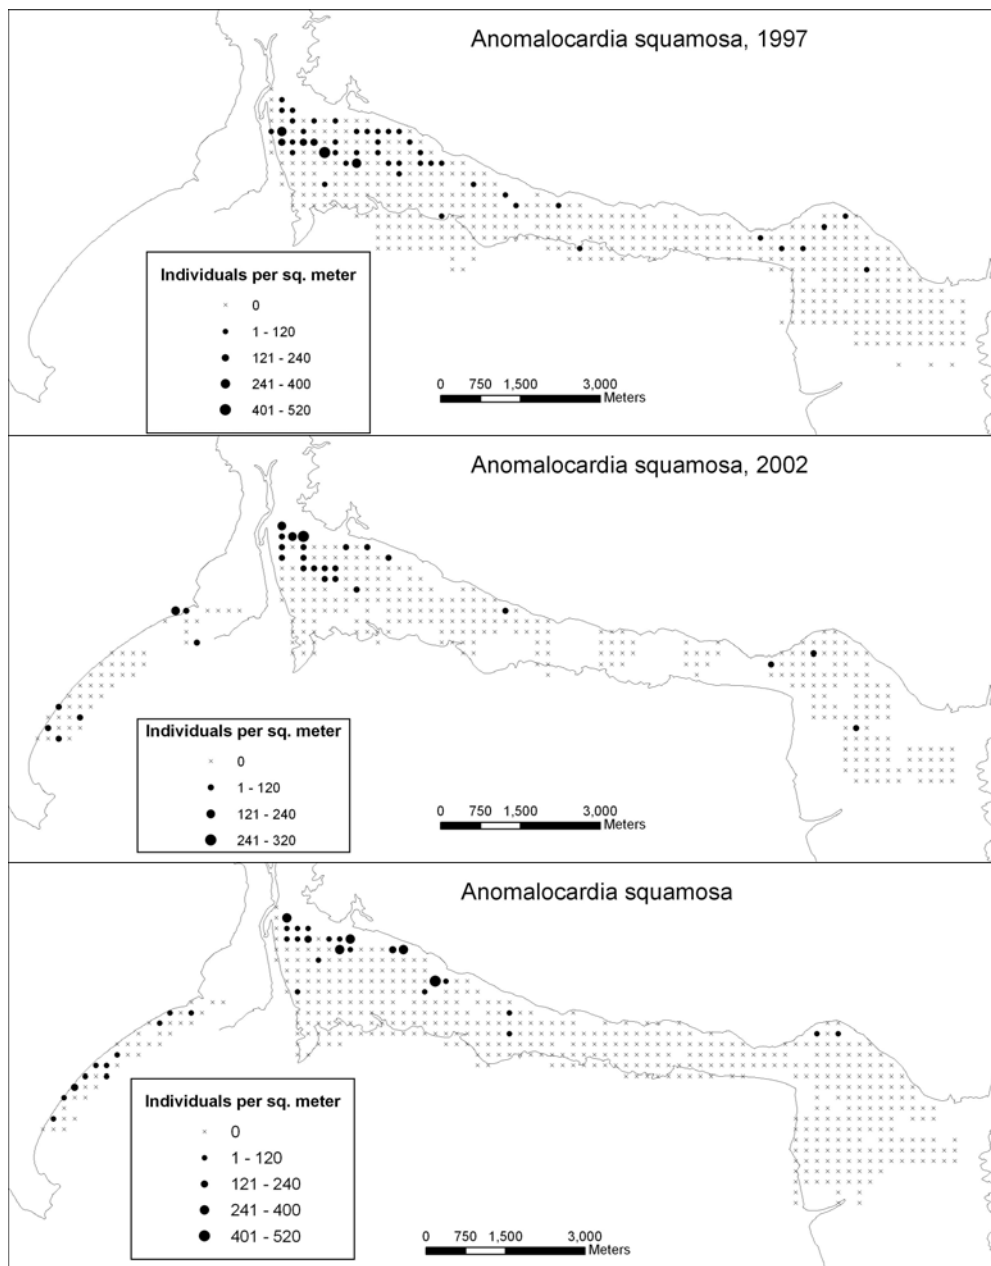 Anomalocardia squamosa, 1997
Individuals per sq. meter
0
1 - 120
121 - 240
241 - 400
401 - 520
0 750 1,500 3,000
Meters
Anomalocardia squamosa, 2002
Individuals per sq. meter
0
1 - 120
121 - 240
241 - 320
0 750 1,500 3,000
Meters
Anomalocardia squamosa
Individuals per sq. meter
0
1 - 120
121 - 240
241 - 400
401 - 520
0 750 1,500 3,000
Meters